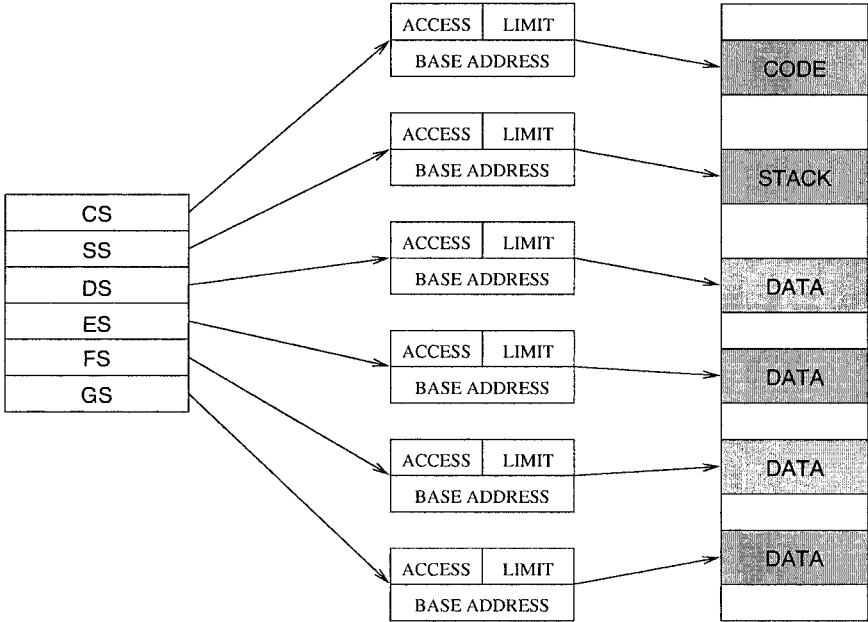 CS
SS
DS
ES
FS
GS
ACCESS LIMIT
BASE ADDRESS
ACCESS LIMIT
BASE ADDRESS
ACCESS LIMIT
BASE ADDRESS
ACCESS LIMIT
BASE ADDRESS
ACCESS LIMIT
BASE ADDRESS
ACCESS LIMIT
BASE ADDRESS
CODE
STACK
DATA
DATA
DATA
DATA